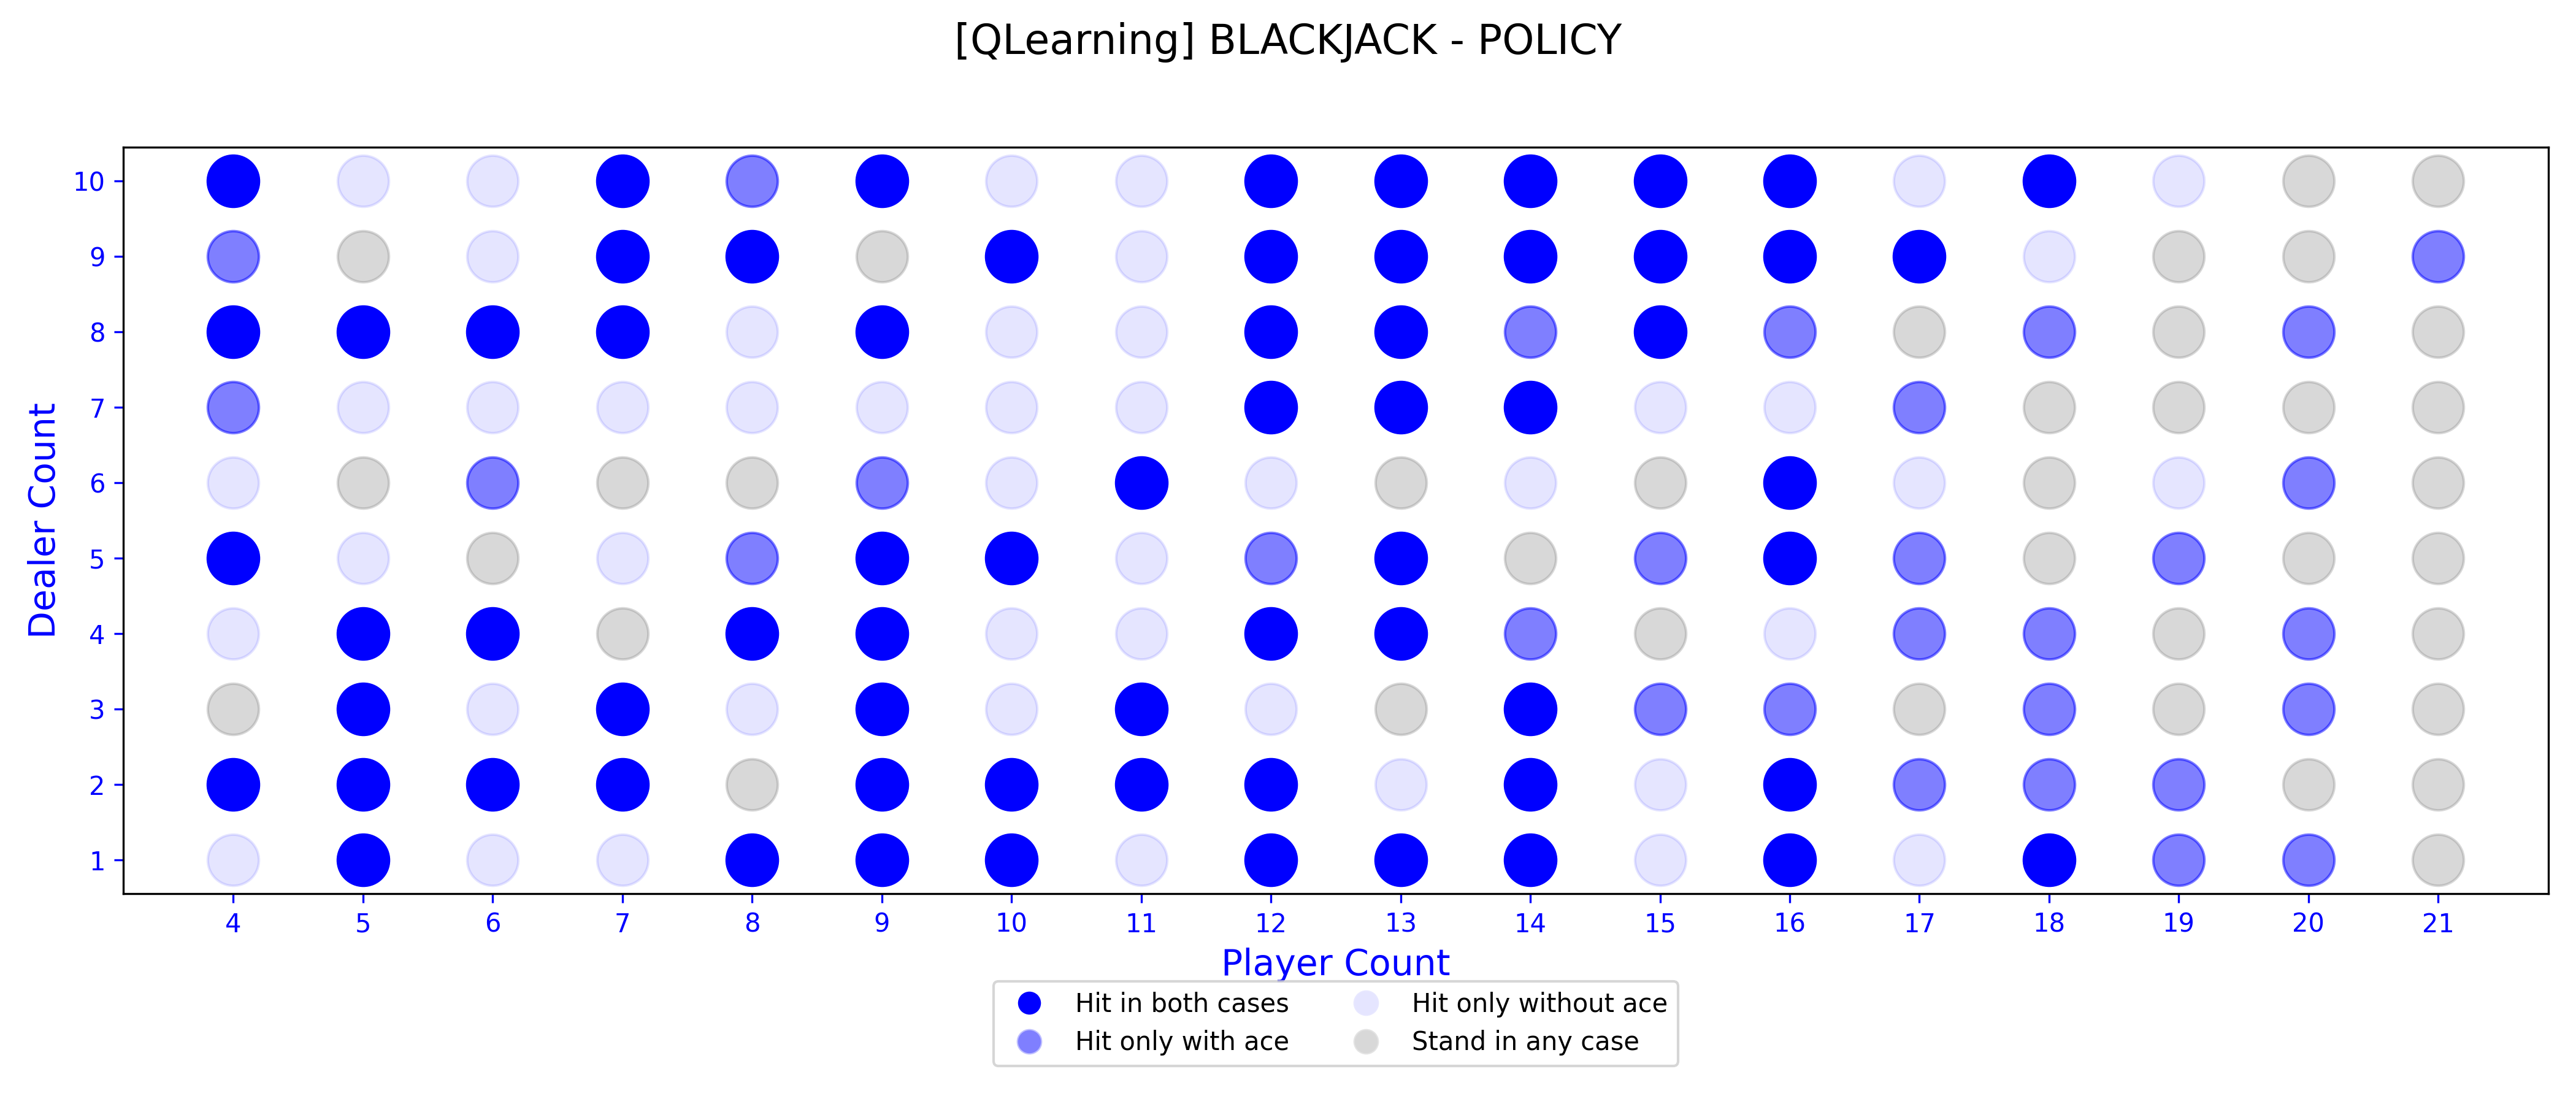 [QLearning] BLACKJACK - POLICY
Dealer Count
10
9
8
7
6
5
4
3
2
1
4 5 6 7 8 9 10 11 12 13 14 15 16 17 18 19 20 21
Player Count
Hit in both cases
Hit only with ace
Hit only without ace
Stand in any case